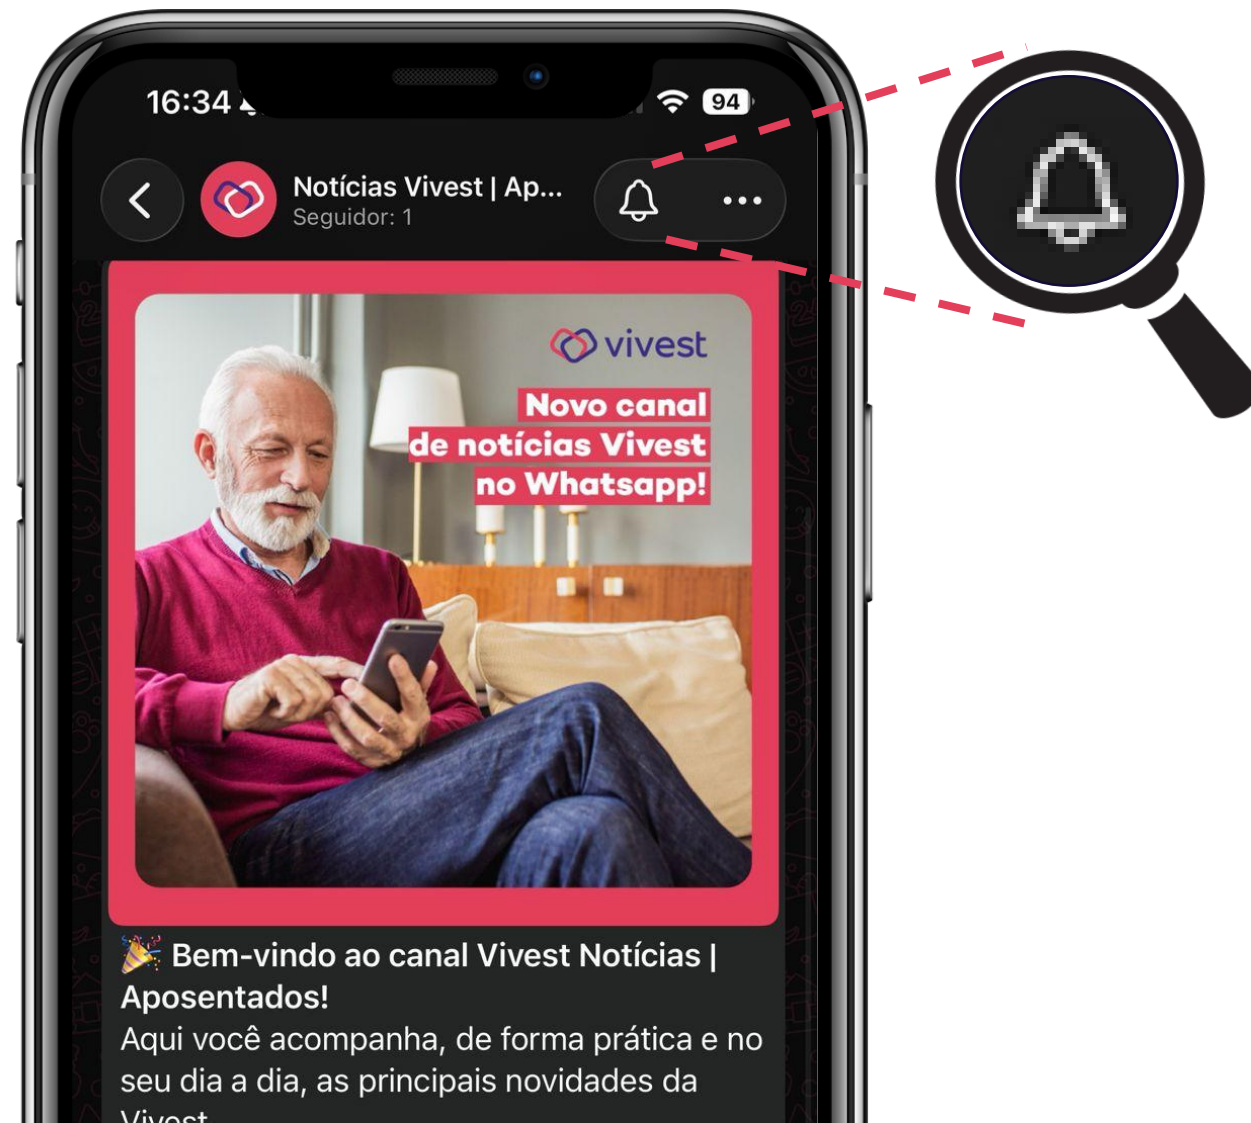 16:34
94
Notícias Vivest | Ap...
Seguidor: 1
vivest
Novo canal
de notícias Vivest
no Whatsapp!
🎉 Bem-vindo ao canal Vivest Notícias |
Aposentados!
Aqui você acompanha, de forma prática e no
seu dia a dia, as principais novidades da
Vivest